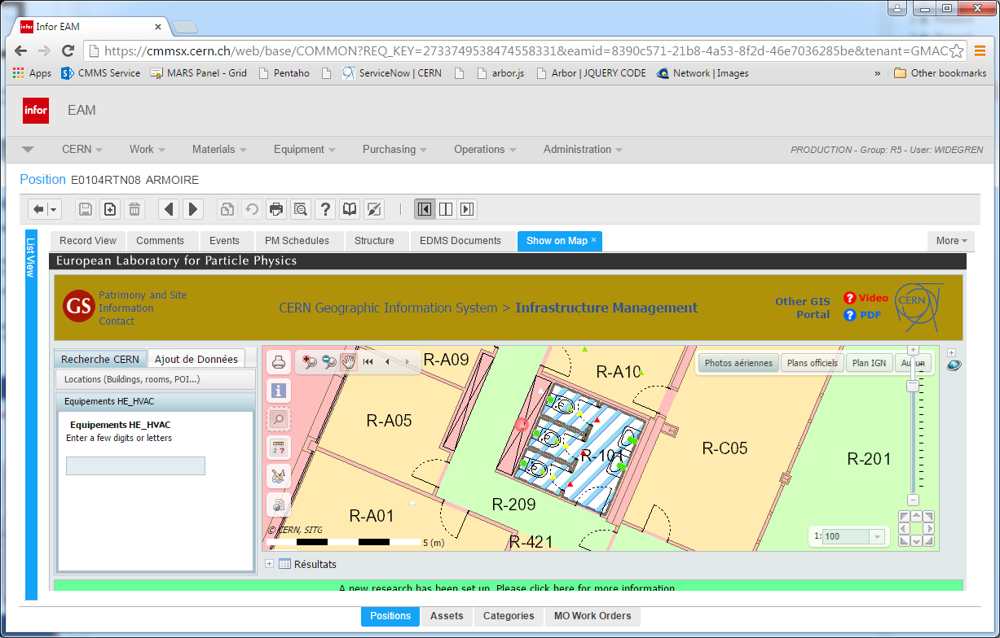 Infor EAM
https://cmmsx.cern.ch/web/base/COMMON?REQ_KEY=2733749538474558331&eamid=8390c571-21b8-4a53-8f2d-46e7036285be&tenant=GMAC
Apps CMMS Service MARS Panel - Grid Pentaho ServiceNow | CERN arbor.js Arbor | JQUERY CODE Network | Images » Other bookmarks
infor EAM
CERN Work Materials Equipment Purchasing Operations Administration PRODUCTION - Group: R5 - User: WIDEGREN
Position E0104RTN08 ARMOIRE
List View
Record View Comments Events PM Schedules Structure EDMS Documents Show on Map × More
European Laboratory for Particle Physics
GS Patrimony and Site
Information
Contact
CERN Geographic Information System > Infrastructure Management
Other GIS
Portal
? Video
? PDF
CERN
Recherche CERN Ajout de Données
Locations (Buildings, rooms, POI...)
Equipements HE_HVAC
Equipements HE_HVAC
Enter a few digits or letters
Photos aériennes Plans officiels Plan IGN
R-A09
R-A10
R-A05
R-101
R-C05
R-201
R-209
R-A01
R-421
© CERN, SITG
5 (m)
1: 100
Résultats
A new research has been set up. Please click here for more information
Positions Assets Categories MO Work Orders